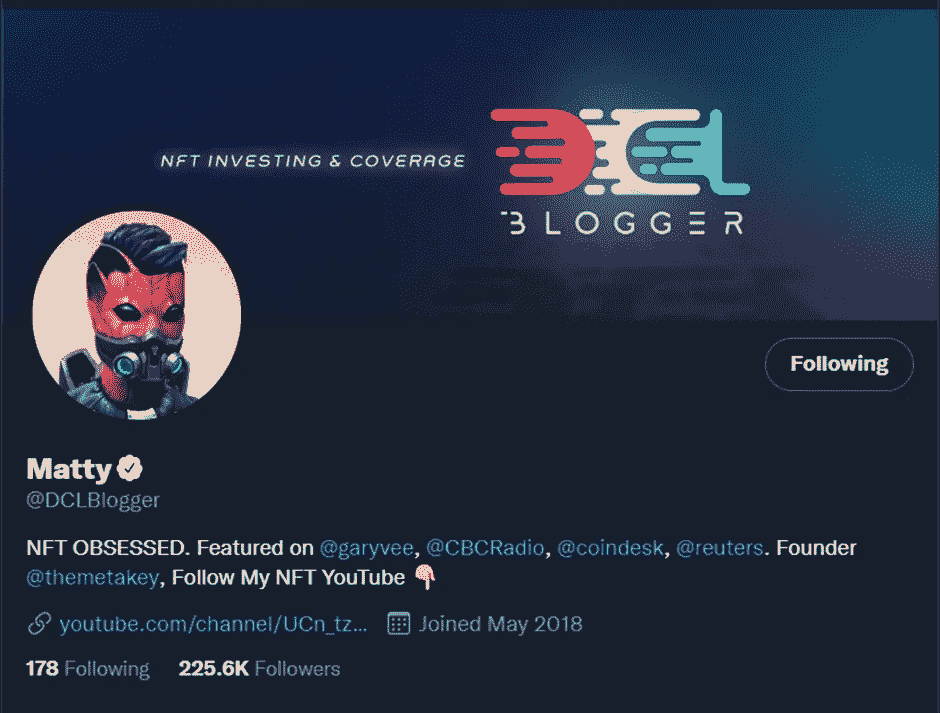 NFT INVESTING & COVERAGE
DCL
BLOGGER
Following
Matty
@DCLBlogger
NFT OBSESSED. Featured on @garyvee, @CBCRadio, @coindesk, @reuters. Founder
@themetakey, Follow My NFT YouTube
youtube.com/channel/UCn_tz... Joined May 2018
178 Following 225.6K Followers